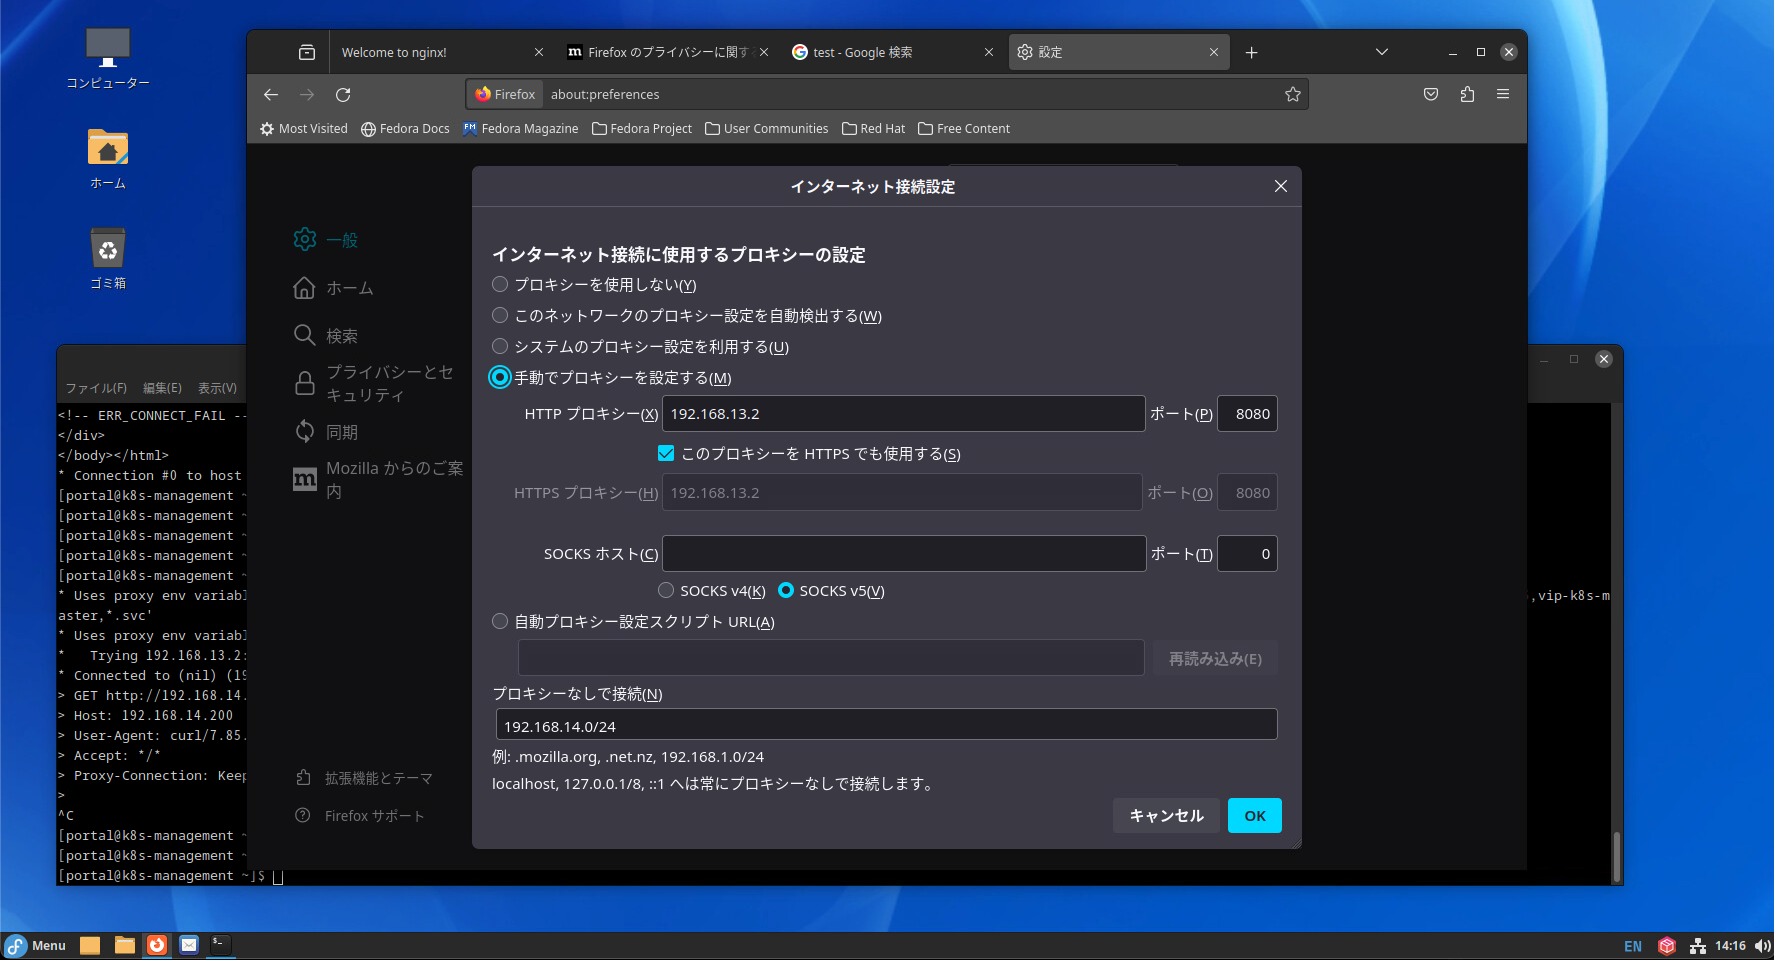 コンピューター
ホーム
ゴミ箱
Welcome to nginx!
Firefox のプライバシーに関す
test - Google 検索
設定
Firefox
about:preferences
Most Visited
Fedora Docs
Fedora Magazine
Fedora Project
User Communities
Red Hat
Free Content
一般
ホーム
検索
プライバシーとセ
キュリティ
同期
Mozilla からのご案
内
拡張機能とテーマ
Firefox サポート
インターネット接続設定
インターネット接続に使用するプロキシーの設定
プロキシーを使用しない(Y)
このネットワークのプロキシー設定を自動検出する(W)
システムのプロキシー設定を利用する(U)
手動でプロキシーを設定する(M)
HTTP プロキシー(X) 192.168.13.2 ポート(P) 8080
このプロキシーを HTTPS でも使用する(S)
HTTPS プロキシー(H) 192.168.13.2 ポート(O) 8080
SOCKS ホスト(C) ポート(T) 0
SOCKS v4(K) SOCKS v5(V)
自動プロキシー設定スクリプト URL(A)
再読み込み(E)
プロキシーなしで接続(N)
192.168.14.0/24
例: .mozilla.org, .net.nz, 192.168.1.0/24
localhost, 127.0.0.1/8, ::1 へは常にプロキシーなしで接続します。
キャンセル OK
ファイル(F) 編集(E) 表示(V)
<!-- ERR_CONNECT_FAIL --
</div>
</body></html>
* Connection #0 to host
[portal@k8s-management ~
[portal@k8s-management ~
[portal@k8s-management ~
[portal@k8s-management ~
[portal@k8s-management ~
* Uses proxy env variabl ,vip-k8s-m
aster,*.svc'
* Uses proxy env variabl
*   Trying 192.168.13.2:
* Connected to (nil) (19
> GET http://192.168.14.
> Host: 192.168.14.200
> User-Agent: curl/7.85.
> Accept: */*
> Proxy-Connection: Keep
>
^C
[portal@k8s-management ~
[portal@k8s-management ~
[portal@k8s-management ~]$
Menu
EN
14:16